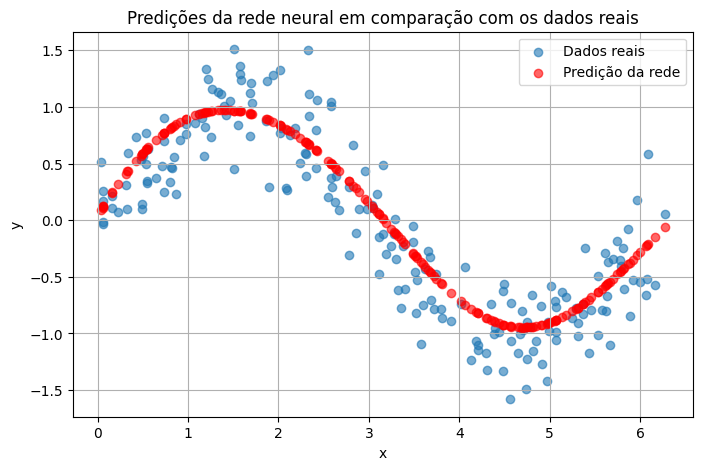 Predições da rede neural em comparação com os dados reais
Dados reais
Predição da rede
y
1.5
1.0
0.5
0.0
−0.5
−1.0
−1.5
0 1 2 3 4 5 6
x